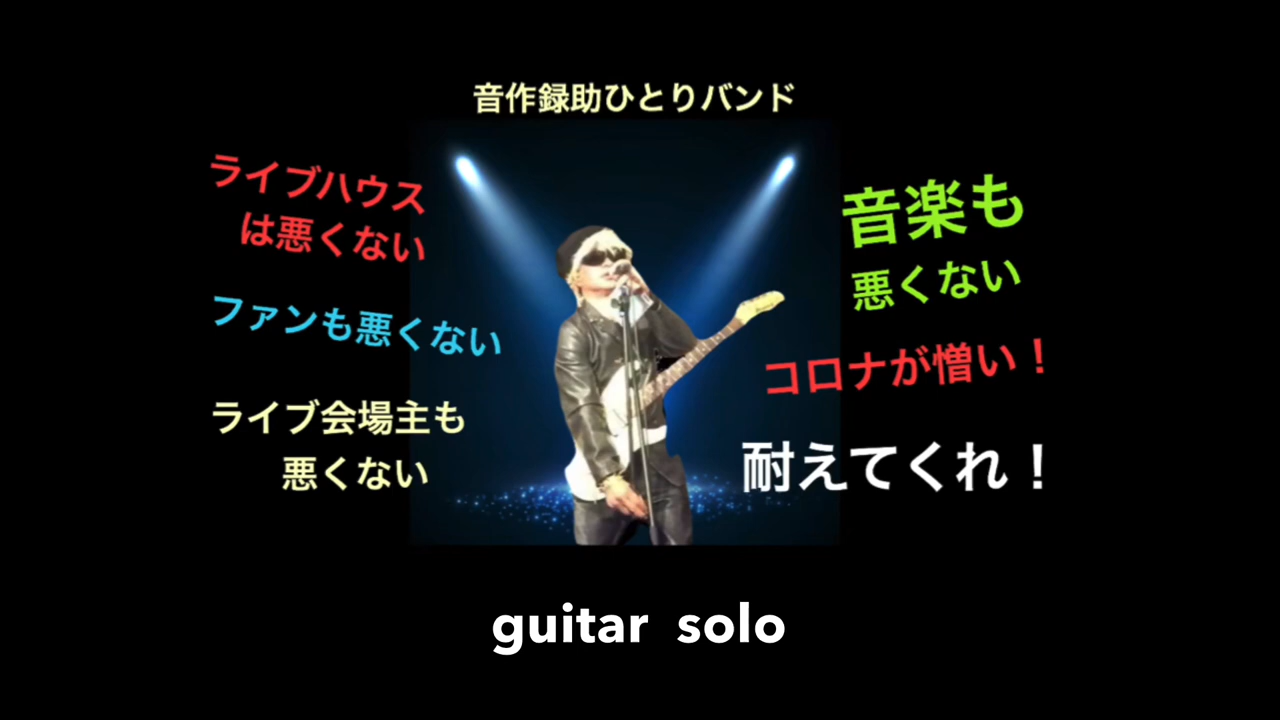 音作録助ひとりバンド
ライブハウス
は悪くない
ファンも悪くない
ライブ会場主も
悪くない
音楽も
悪くない
コロナが憎い！
耐えてくれ！
guitar solo